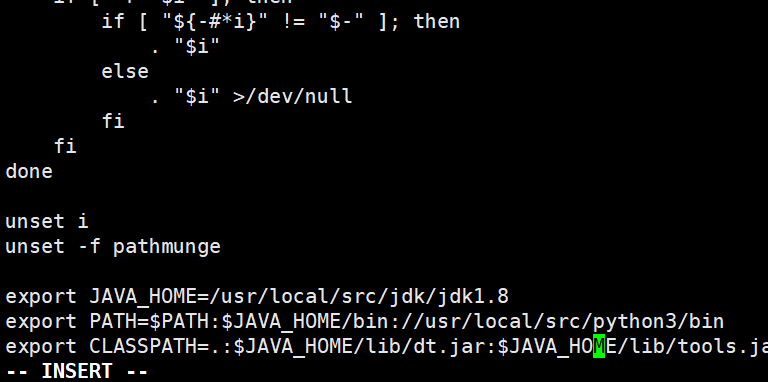 if [ "${-#*i}" != "$-" ]; then
. "$i"
else
. "$i" >/dev/null
fi
fi
done
unset i
unset -f pathmunge
export JAVA_HOME=/usr/local/src/jdk/jdk1.8
export PATH=$PATH:$JAVA_HOME/bin://usr/local/src/python3/bin
export CLASSPATH=.:$JAVA_HOME/lib/dt.jar:$JAVA_HOME/lib/tools.ja
-- INSERT --